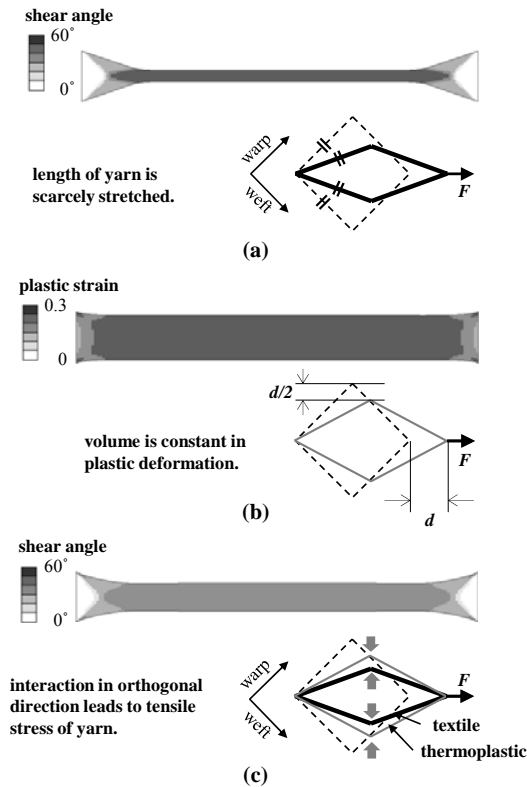 shear angle
60°
0°
warp
weft
length of yarn is
scarcely stretched.
F
(a)
plastic strain
0.3
0
d/2
volume is constant in
plastic deformation.
F
d
(b)
shear angle
60°
0°
warp
weft
interaction in orthogonal
direction leads to tensile
stress of yarn.
F
textile
thermoplastic
(c)